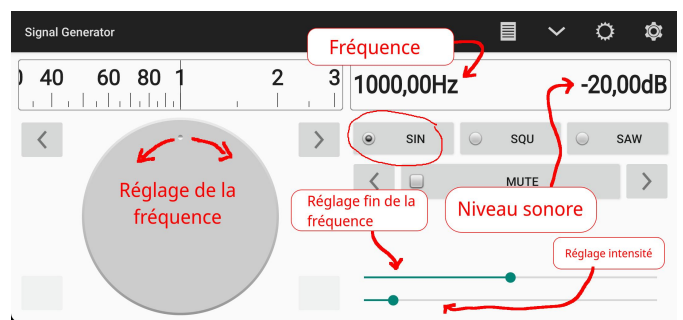 Signal Generator
Fréquence
40 60 80 1 2 3
1000,00Hz
-20,00dB
SIN
SQU
SAW
MUTE
Réglage de la
fréquence
Réglage fin de la
fréquence
Niveau sonore
Réglage intensité